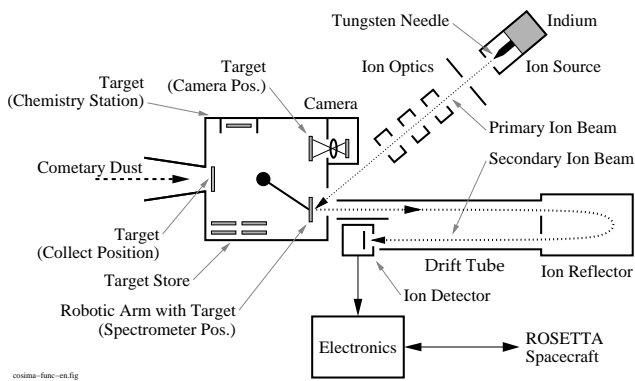 Tungsten Needle
Indium
Ion Optics
Ion Source
Target
(Chemistry Station)
Target
(Camera Pos.)
Camera
Primary Ion Beam
Secondary Ion Beam
Cometary Dust
Target
(Collect Position)
Target Store
Robotic Arm with Target
(Spectrometer Pos.)
Drift Tube
Ion Reflector
Ion Detector
Electronics
ROSETTA
Spacecraft
cosima-func-en.fig